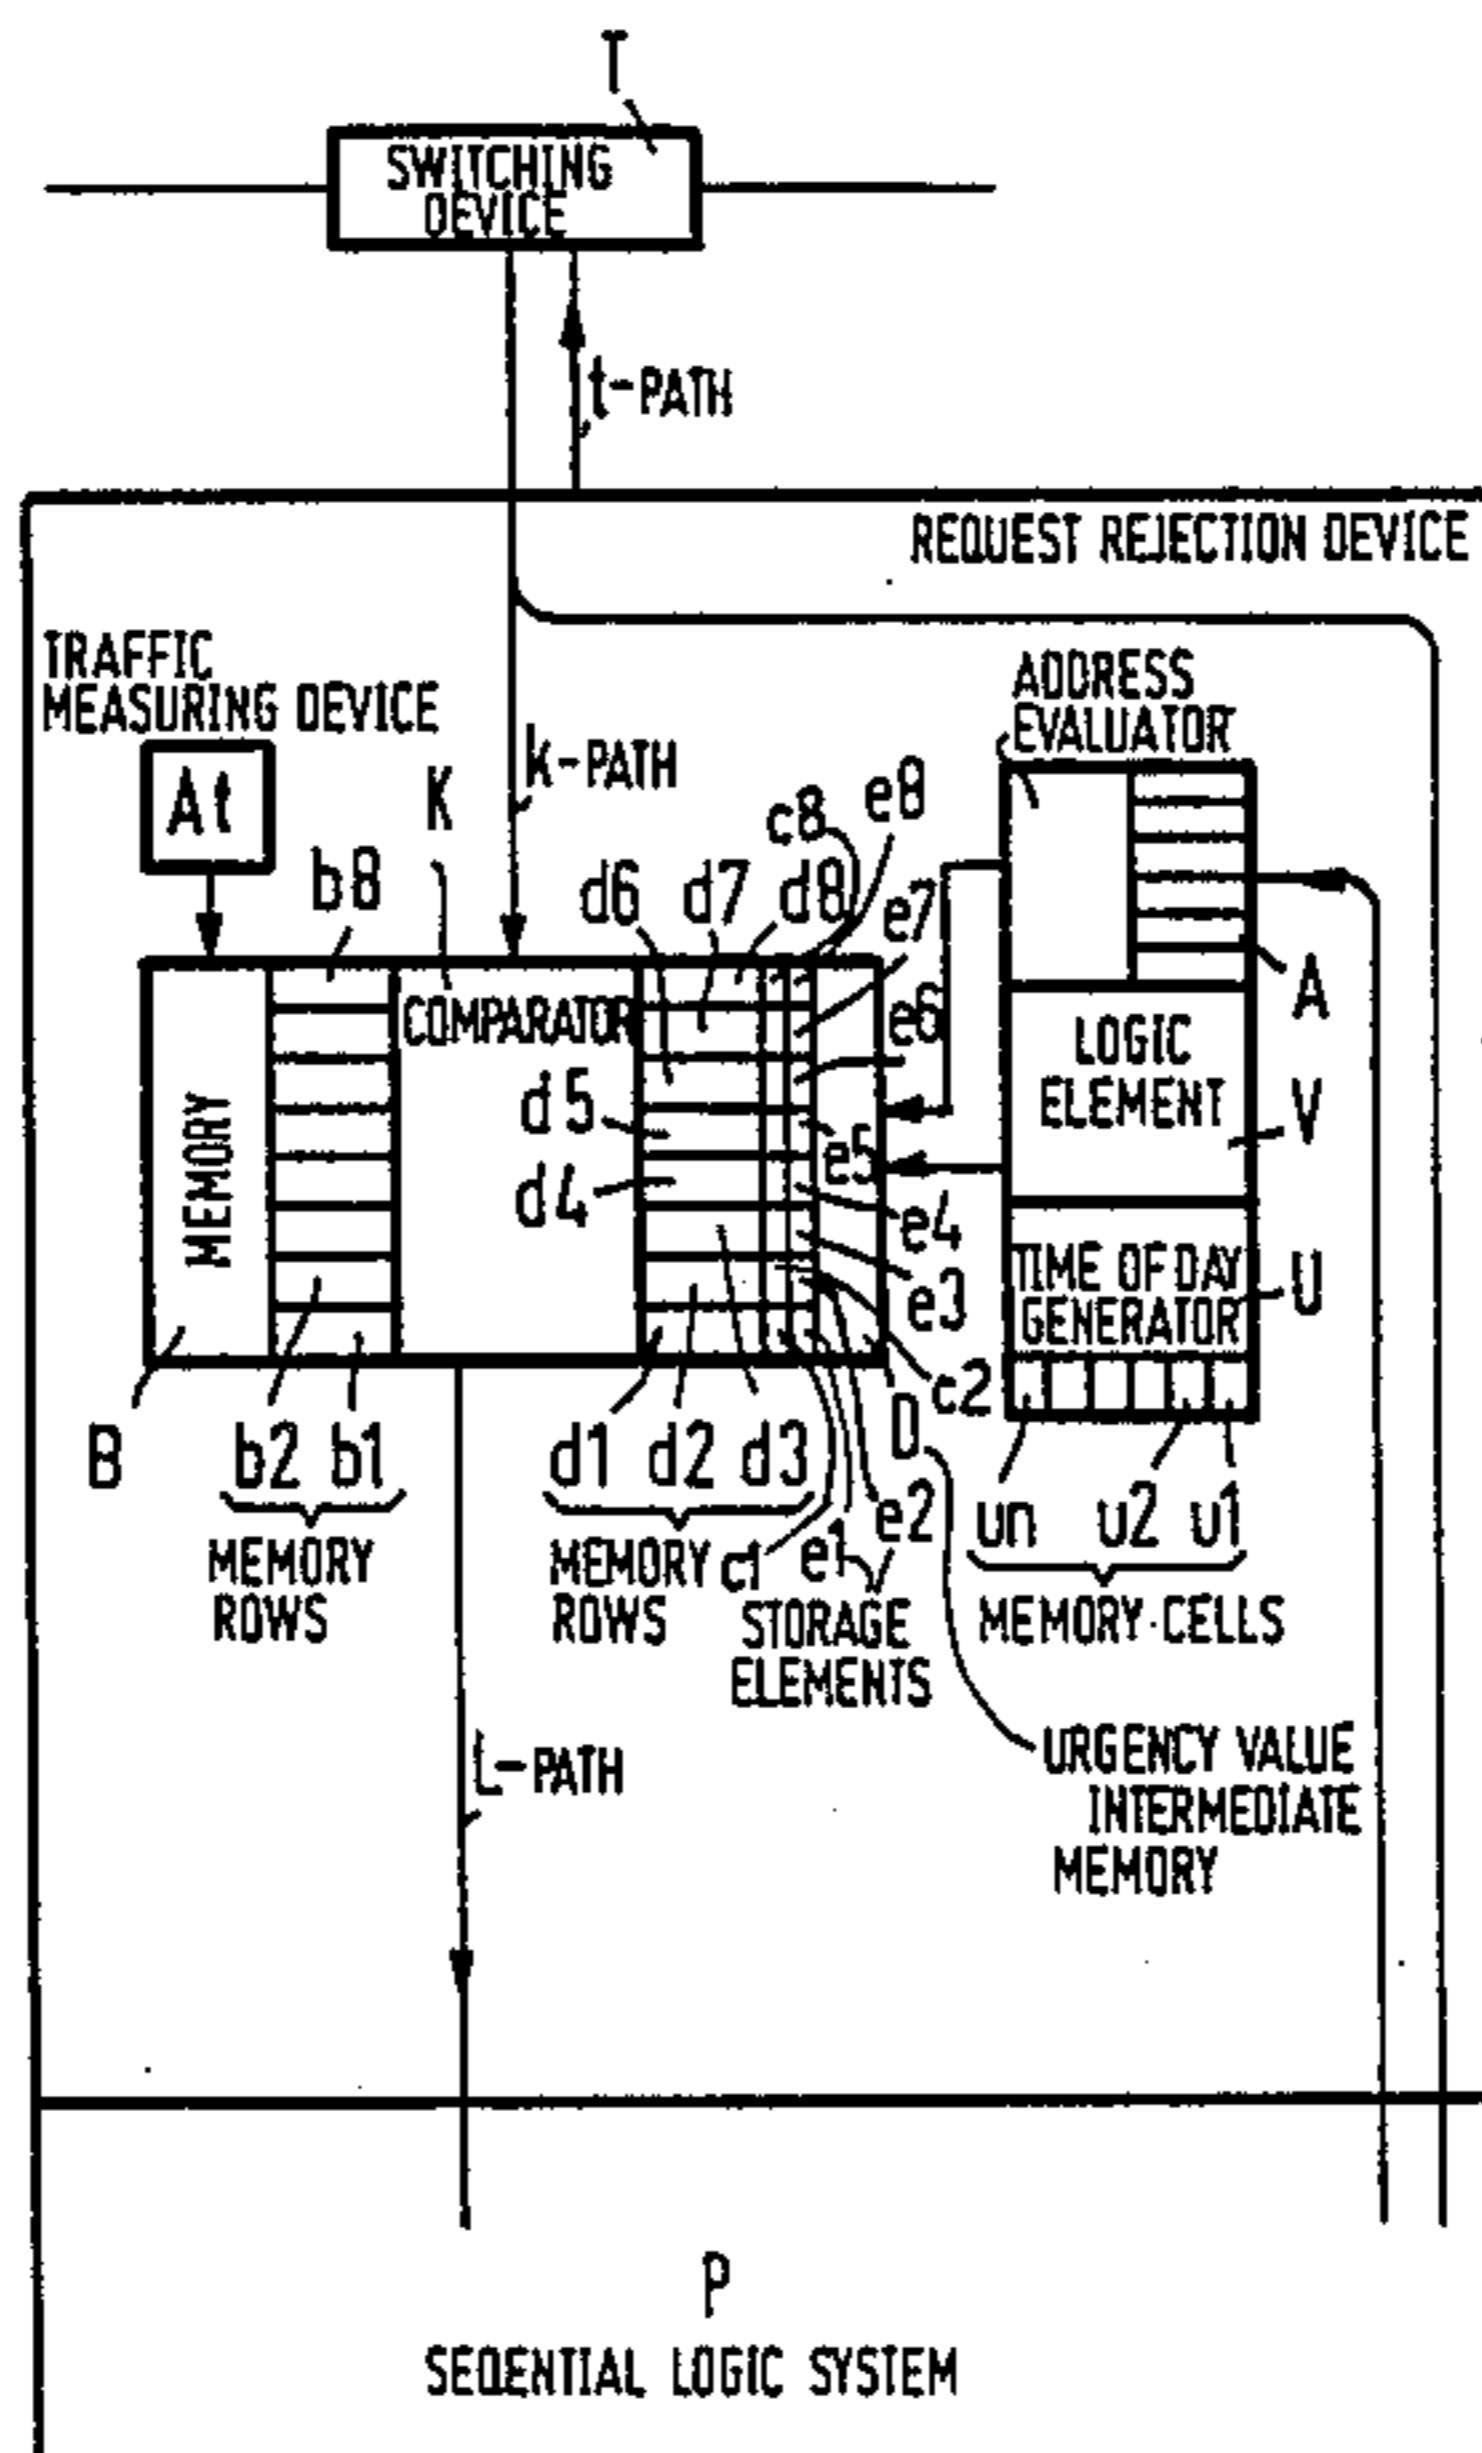 T
SWITCHING
DEVICE
t-PATH
REQUEST REJECTION DEVICE
TRAFFIC
MEASURING DEVICE
At
K
k-PATH
ADDRESS
EVALUATOR
b8
d6
d7
d8
c8
e8
e7
e6
COMPARATOR
MEMORY
d5
d4
e5
e4
e3
c2
LOGIC
ELEMENT
A
V
TIME OF DAY
GENERATOR
U
B
b2
b1
d1
d2
d3
D
MEMORY
ROWS
MEMORY
ROWS
c1
e1
e2
STORAGE
ELEMENTS
un
u2
u1
MEMORY CELLS
URGENCY VALUE
INTERMEDIATE
MEMORY
L-PATH
P
SEQENTIAL LOGIC SYSTEM